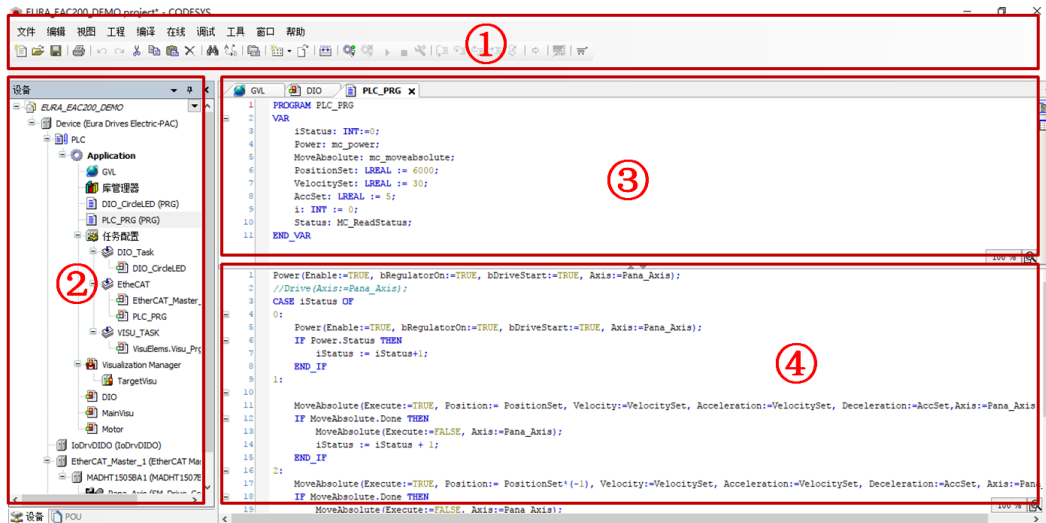 EURA_EAC200_DEMO.project* - CODESYS
文件 编辑 视图 工程 编译 在线 调试 工具 窗口 帮助
①
设备
EURA_EAC200_DEMO
Device (Eura Drives Electric-PAC)
PLC
Application
GVL
库管理器
DIO_CircleLED (PRG)
PLC_PRG (PRG)
任务配置
DIO_Task
DIO_CircleLED
EtheCAT
EtherCAT_Master_
PLC_PRG
VISU_TASK
VisuElems.Visu_Prg
Visualization Manager
TargetVisu
DIO
MainVisu
Motor
IoDrvDIDO (IoDrvDIDO)
EtherCAT_Master_1 (EtherCAT Mas
MADHT1505BA1 (MADHT1507E
Pana_Axis (SM_Drive_Ge
②
设备 POU
GVL DIO PLC_PRG
1 PROGRAM PLC_PRG
2 VAR
3 iStatus: INT:=0;
4 Power: mc_power;
5 MoveAbsolute: mc_moveabsolute;
6 PositionSet: LREAL := 6000;
7 VelocitySet: LREAL := 30;
8 AccSet: LREAL := 5;
9 i: INT := 0;
10 Status: MC_ReadStatus;
11 END_VAR
③
100 %
1 Power(Enable:=TRUE, bRegulatorOn:=TRUE, bDriveStart:=TRUE, Axis:=Pana_Axis);
2 //Drive(Axis:=Pana_Axis);
3 CASE iStatus OF
4 0:
5 Power(Enable:=TRUE, bRegulatorOn:=TRUE, bDriveStart:=TRUE, Axis:=Pana_Axis);
6 IF Power.Status THEN
7 iStatus := iStatus+1;
8 END_IF
9 1:
10
11 MoveAbsolute(Execute:=TRUE, Position:= PositionSet, Velocity:=VelocitySet, Acceleration:=VelocitySet, Deceleration:=AccSet,Axis:=Pana_Axis
12 IF MoveAbsolute.Done THEN
13 MoveAbsolute(Execute:=FALSE, Axis:=Pana_Axis);
14 iStatus := iStatus + 1;
15 END_IF
16 2:
17 MoveAbsolute(Execute:=TRUE, Position:= PositionSet*(-1), Velocity:=VelocitySet, Acceleration:=VelocitySet, Deceleration:=AccSet, Axis:=Pan
18 IF MoveAbsolute.Done THEN
19 MoveAbsolute(Execute:=FALSE, Axis:=Pana_Axis);
④
100 %